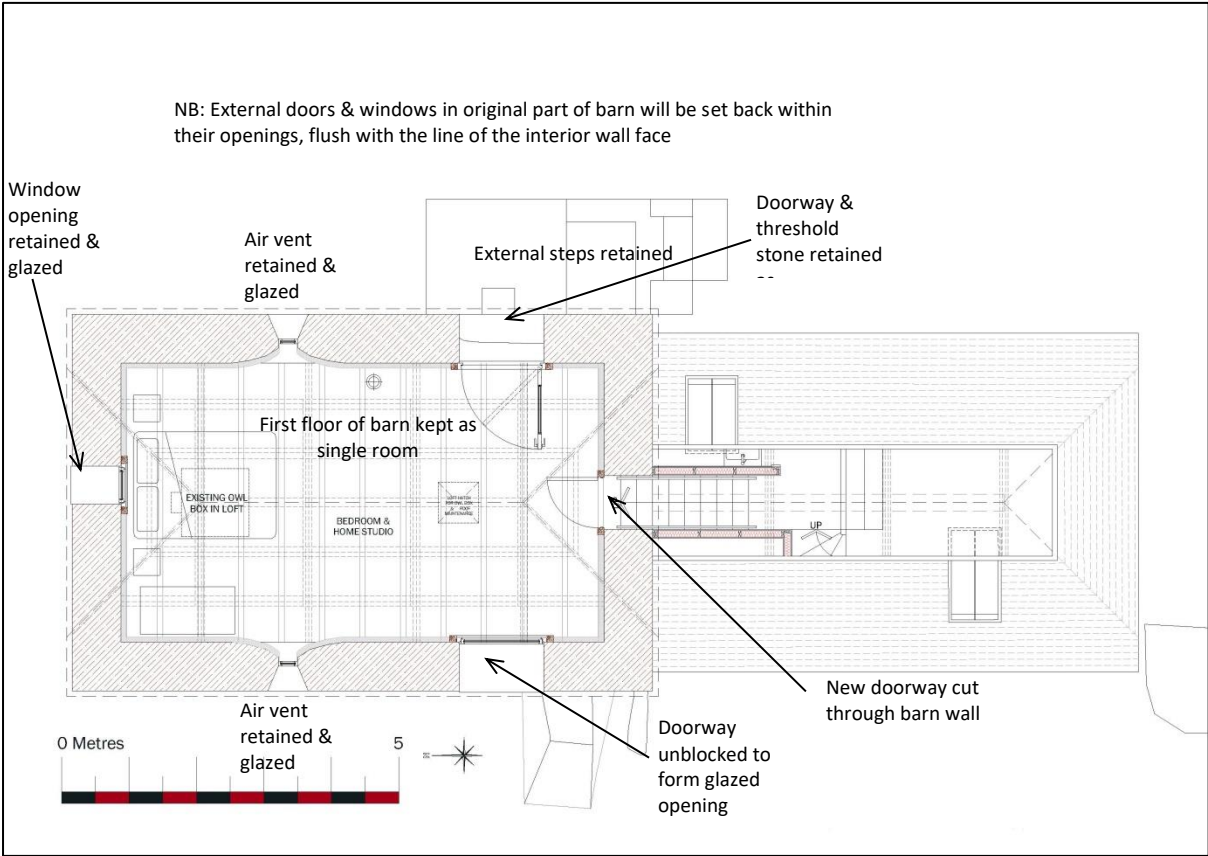 NB: External doors & windows in original part of barn will be set back within
their openings, flush with the line of the interior wall face
Window
opening
retained &
glazed
Air vent
retained &
glazed
External steps retained
Doorway &
threshold
stone retained
First floor of barn kept as
single room
EXISTING OWL
BOX IN LOFT
BEDROOM &
HOME STUDIO
LOFT HATCH
& ROOF
MAINTENANCE
UP
New doorway cut
through barn wall
Air vent
retained &
glazed
Doorway
unblocked to
form glazed
opening
0 Metres 5